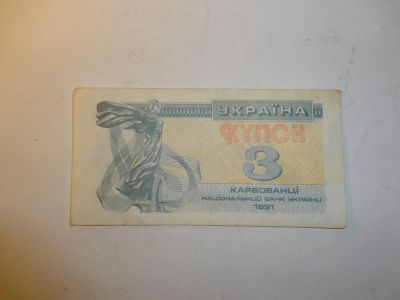 УКРАЇНА
КУПОН
3
КАРБОВАНЦІ
НАЦІОНАЛЬНИЙ БАНК УКРАЇНИ
1991